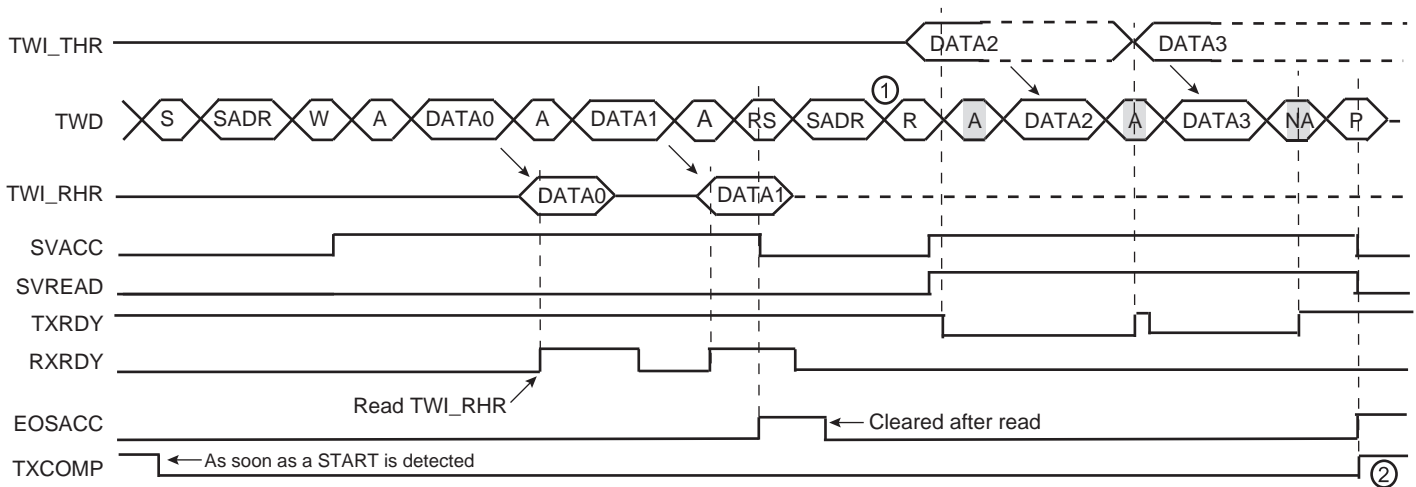 TWI_THR DATA2 DATA3
①
TWD S SADR W A DATA0 A DATA1 A RS SADR R A DATA2 A DATA3 NA P
TWI_RHR DATA0 DATA1
SVACC
SVREAD
TXRDY
RXRDY
Read TWI_RHR
EOSACC Cleared after read
TXCOMP As soon as a START is detected ②